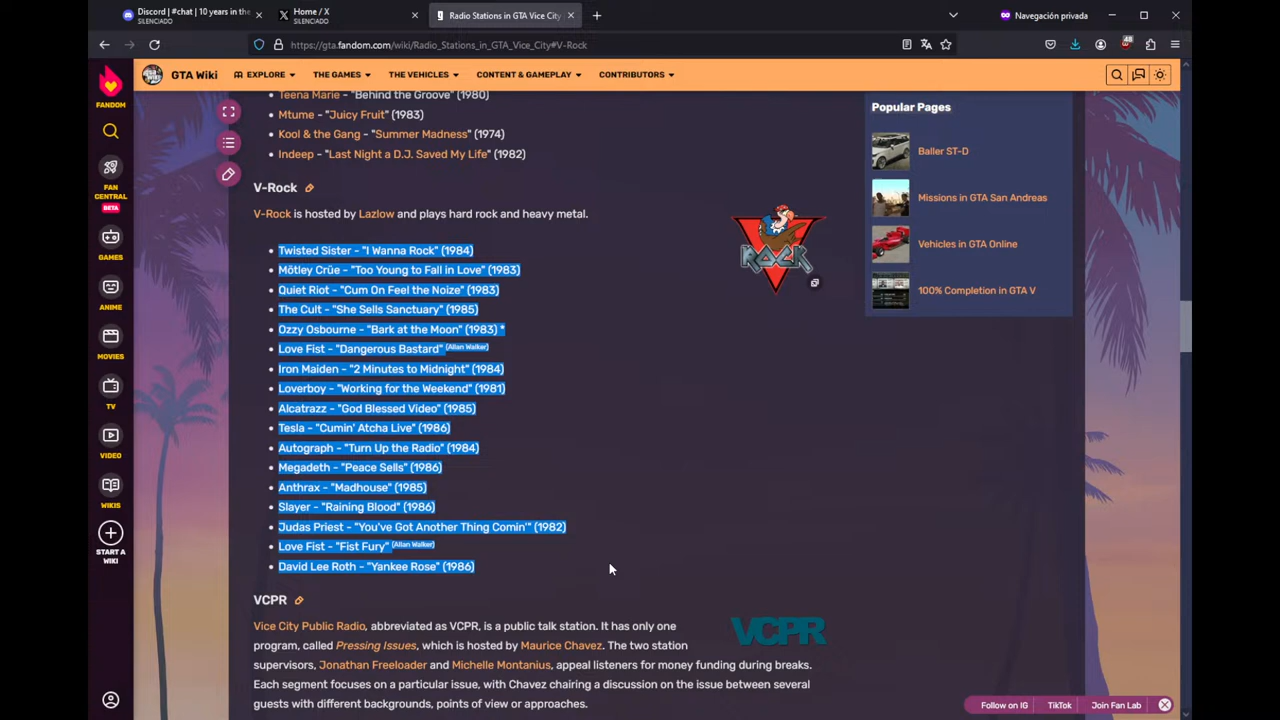 Discord | #chat | 10 years in the
SILENCIADO
Home / X
SILENCIADO
Radio Stations in GTA Vice City
Navegación privada
https://gta.fandom.com/wiki/Radio_Stations_in_GTA_Vice_City#V-Rock
48
GTA Wiki
EXPLORE
THE GAMES
THE VEHICLES
CONTENT & GAMEPLAY
CONTRIBUTORS
FANDOM
FAN CENTRAL
BETA
GAMES
ANIME
MOVIES
TV
VIDEO
WIKIS
START A WIKI
Teena Marie - "Behind the Groove" (1980)
Mtume - "Juicy Fruit" (1983)
Kool & the Gang - "Summer Madness" (1974)
Indeep - "Last Night a D.J. Saved My Life" (1982)
V-Rock
V-Rock is hosted by Lazlow and plays hard rock and heavy metal.
ROCK
Twisted Sister - "I Wanna Rock" (1984)
Mötley Crüe - "Too Young to Fall in Love" (1983)
Quiet Riot - "Cum On Feel the Noize" (1983)
The Cult - "She Sells Sanctuary" (1985)
Ozzy Osbourne - "Bark at the Moon" (1983) *
Love Fist - "Dangerous Bastard" [Allan Walker]
Iron Maiden - "2 Minutes to Midnight" (1984)
Loverboy - "Working for the Weekend" (1981)
Alcatrazz - "God Blessed Video" (1985)
Tesla - "Cumin' Atcha Live" (1986)
Autograph - "Turn Up the Radio" (1984)
Megadeth - "Peace Sells" (1986)
Anthrax - "Madhouse" (1985)
Slayer - "Raining Blood" (1986)
Judas Priest - "You've Got Another Thing Comin'" (1982)
Love Fist - "Fist Fury" [Allan Walker]
David Lee Roth - "Yankee Rose" (1986)
VCPR
Vice City Public Radio, abbreviated as VCPR, is a public talk station. It has only one
program, called Pressing Issues, which is hosted by Maurice Chavez. The two station
supervisors, Jonathan Freeloader and Michelle Montanius, appeal listeners for money funding during breaks.
Each segment focuses on a particular issue, with Chavez chairing a discussion on the issue between several
guests with different backgrounds, points of view or approaches.
VCPR
Popular Pages
Baller ST-D
Missions in GTA San Andreas
Vehicles in GTA Online
100% Completion in GTA V
Follow on IG
TikTok
Join Fan Lab